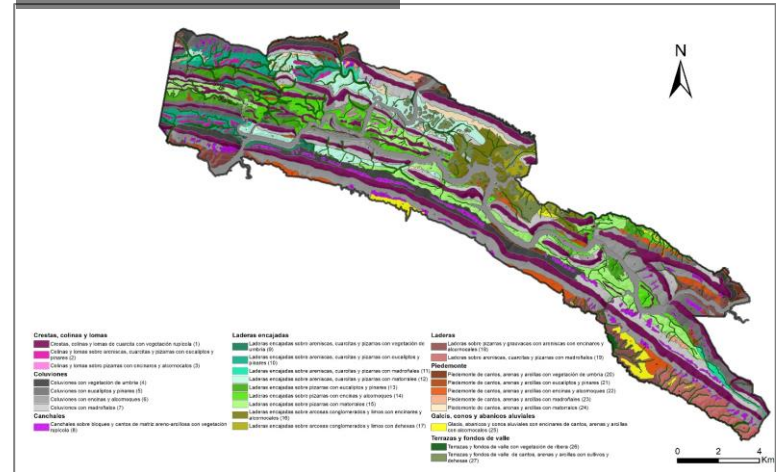 N
Crestas, colinas y lomas
Crestas, colinas y lomas de cuarcita con vegetación rupícola (1)
Colinas y lomas sobre areniscas, cuarcitas y pizarras con eucaliptos y
pinares (2)
Colinas y lomas sobre pizarras con encinares y alcornocales (3)
Coluviones
Coluviones con vegetación de umbría (4)
Coluviones con eucaliptos y pinares (5)
Coluviones con encinas y alcornoques (6)
Coluviones con madroñales (7)
Canchales
Canchales sobre bloques y cantos de matriz areno-arcillosa con vegetación
rupícola (8)
Laderas encajadas
Laderas encajadas sobre areniscas, cuarcitas y pizarras con vegetación de
umbría (9)
Laderas encajadas sobre areniscas, cuarcitas y pizarras con eucaliptos y
pinares (10)
Laderas encajadas sobre areniscas, cuarcitas y pizarras con madroñales (11)
Laderas encajadas sobre areniscas, cuarcitas y pizarras con matorrales (12)
Laderas encajadas sobre pizarras con eucaliptos y pinares (13)
Laderas encajadas sobre pizarras con encinas y alcornoques (14)
Laderas encajadas sobre pizarras con matorrales (15)
Laderas encajadas sobre arcosas conglomerados y limos con encinares y
alcornocales (16)
Laderas encajadas sobre arcosas conglomerados y limos con dehesas (17)
Laderas
Laderas sobre pizarras y grauvacas con areniscas con encinares y
alcornocales (18)
Laderas sobre areniscas, cuarcitas y pizarras con madroñales (19)
Piedemonte
Piedemonte de cantos, arenas y arcillas con vegetación de umbría (20)
Piedemonte de cantos, arenas y arcillas con eucaliptos y pinares (21)
Piedemonte de cantos, arenas y arcillas con encinas y alcornocales (22)
Piedemonte de cantos, arenas y arcillas con madroñales (23)
Piedemonte de cantos, arenas y arcillas con matorrales (24)
Glacis, conos y abanicos aluviales
Glacis, abanicos y conos aluviales con encinares de cantos, arenas y arcillas
con alcornocales (25)
Terrazas y fondos de valle
Terrazas y fondos de valle con vegetación de ribera (26)
Terrazas y fondos de valle de cantos, arenas y arcillas con cultivos y
dehesas (27)
0 2 4
Km